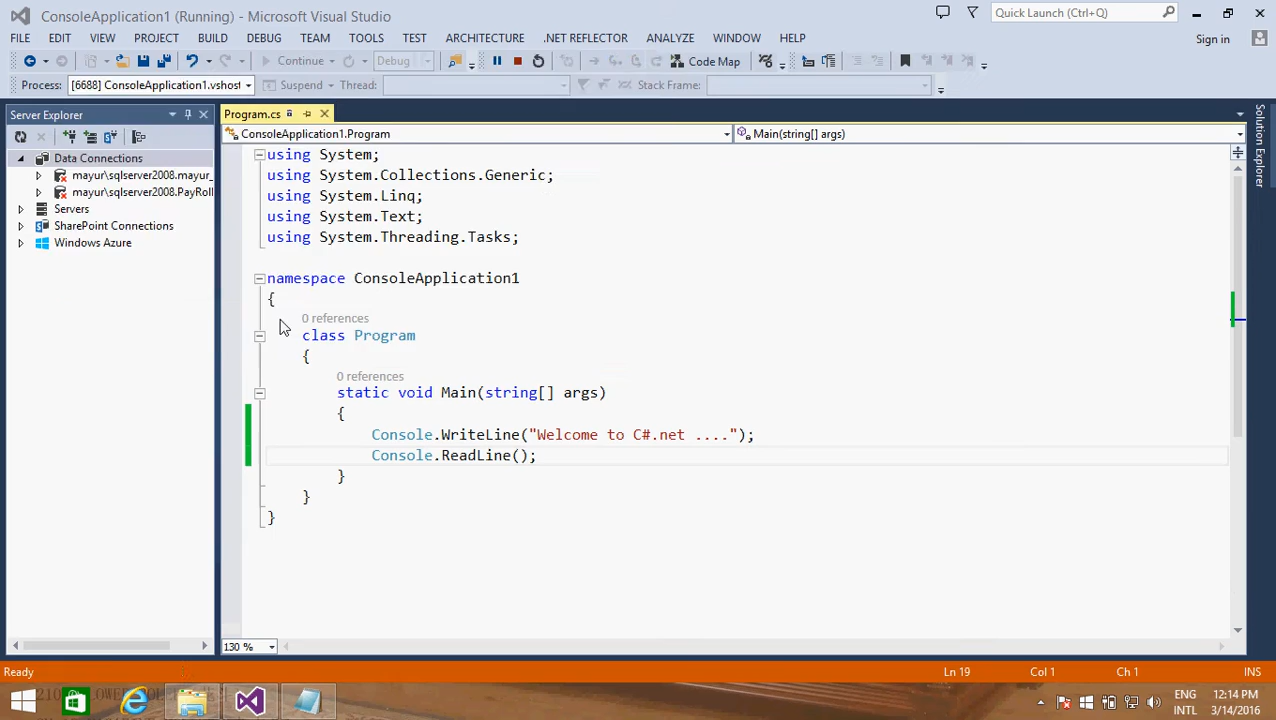 ConsoleApplication1 (Running) - Microsoft Visual Studio
Quick Launch (Ctrl+Q)
FILE EDIT VIEW PROJECT BUILD DEBUG TEAM TOOLS TEST ARCHITECTURE .NET REFLECTOR ANALYZE WINDOW HELP Sign in
Continue Debug Code Map
Process: [6688] ConsoleApplication1.vshost Suspend Thread: Stack Frame:
Server Explorer
Program.cs
ConsoleApplication1.Program Main(string[] args)
Data Connections
mayur\sqlserver2008.mayur_
mayur\sqlserver2008.PayRoll
Servers
SharePoint Connections
Windows Azure
using System;
using System.Collections.Generic;
using System.Linq;
using System.Text;
using System.Threading.Tasks;
namespace ConsoleApplication1
{
0 references
class Program
{
0 references
static void Main(string[] args)
{
Console.WriteLine("Welcome to C#.net ....");
Console.ReadLine();
}
}
}
Solution Explorer
130 %
Ready Ln 19 Col 1 Ch 1 INS
ENG 12:14 PM
INTL 3/14/2016